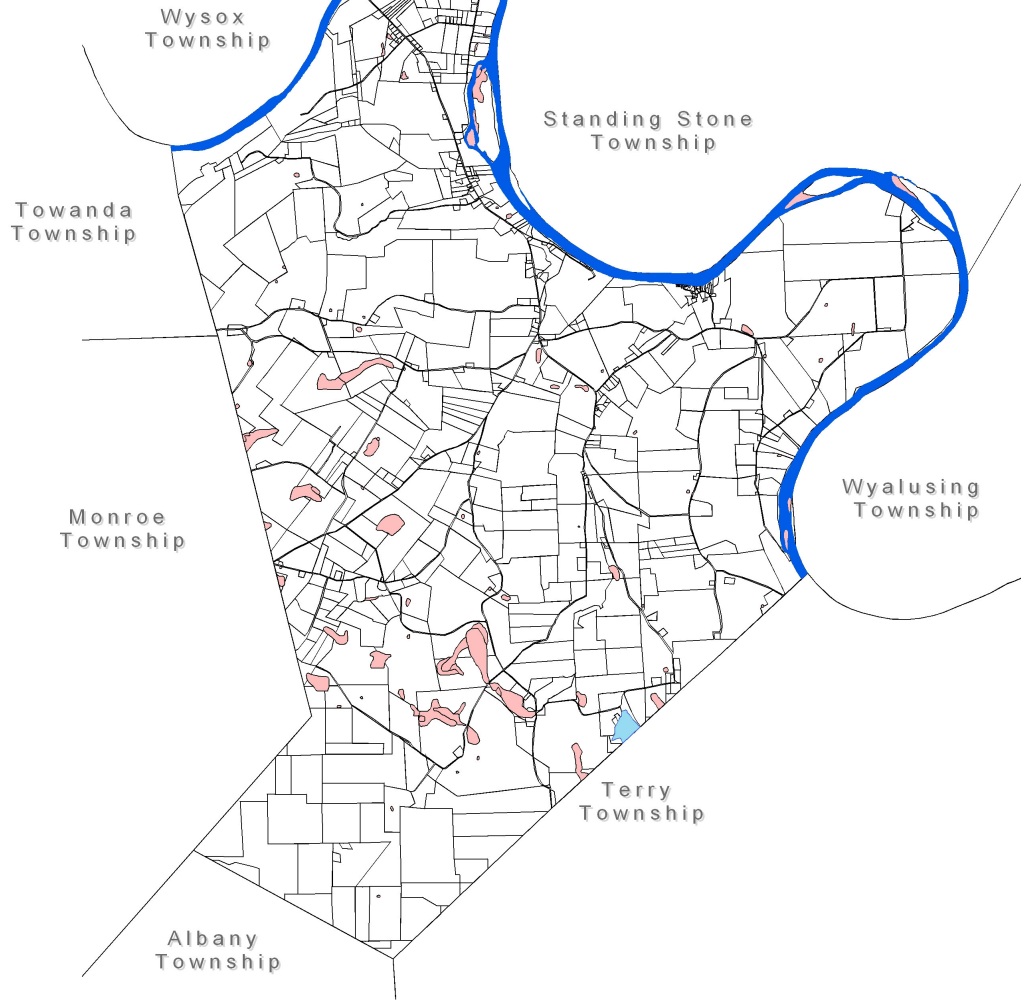 Wysox
Township
Standing Stone
Township
Towanda
Township
Wyalusing
Township
Monroe
Township
Terry
Township
Albany
Township